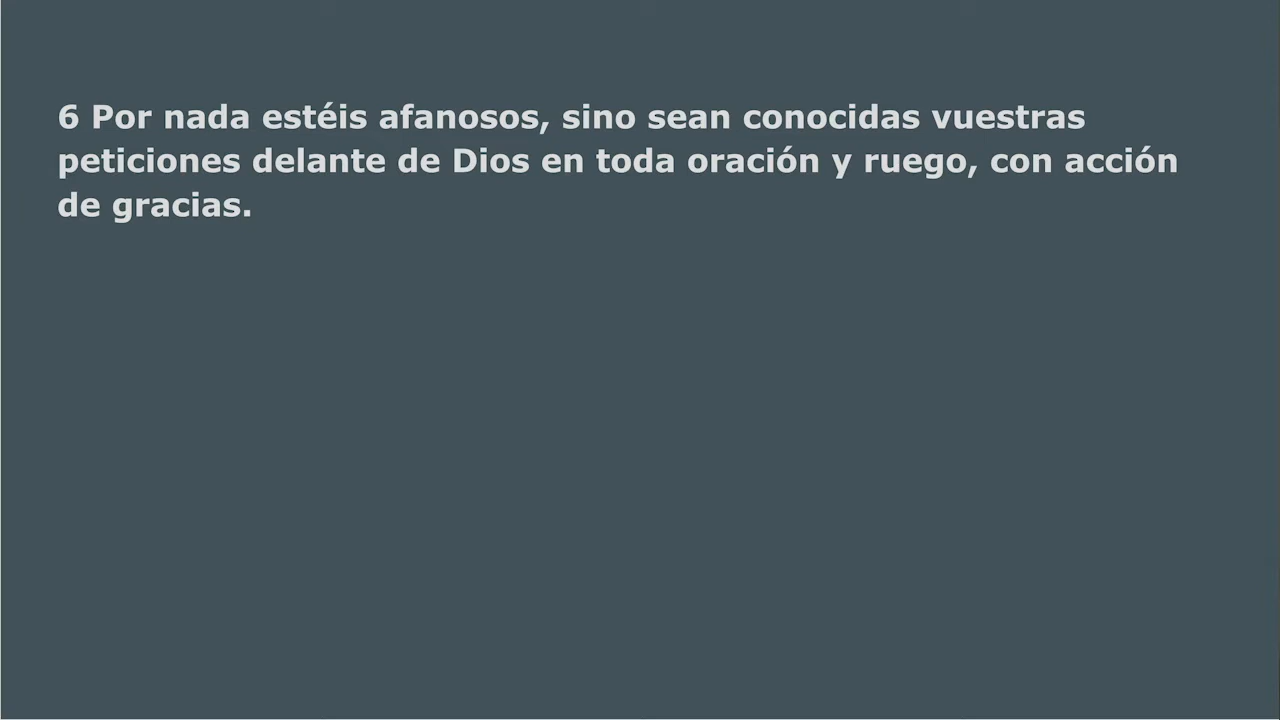 6 Por nada estéis afanosos, sino sean conocidas vuestras
peticiones delante de Dios en toda oración y ruego, con acción
de gracias.